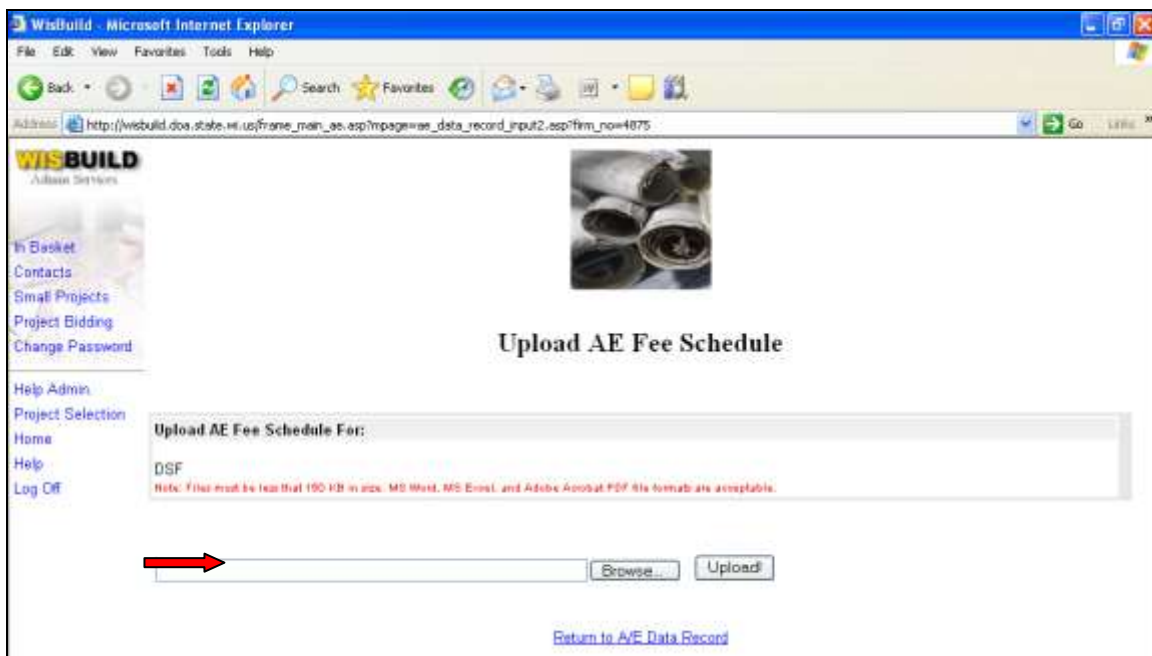 WisBuild - Microsoft Internet Explorer
File Edit View Favorites Tools Help
Back Search Favorites
Address http://wisbuild.doa.state.wi.us/frame_main_ae.asp?mpage=ae_data_record_input2.asp?firm_no=4875 Go Links »
WISBUILD
Admin Services
In Basket
Contacts
Small Projects
Project Bidding
Change Password
Help Admin
Project Selection
Home
Help
Log Off
Upload AE Fee Schedule
Upload AE Fee Schedule For:
DSF
Note: Files must be less that 150 KB in size. MS Word, MS Excel, and Adobe Acrobat PDF file formats are acceptable.
Browse... Upload!
Return to A/E Data Record